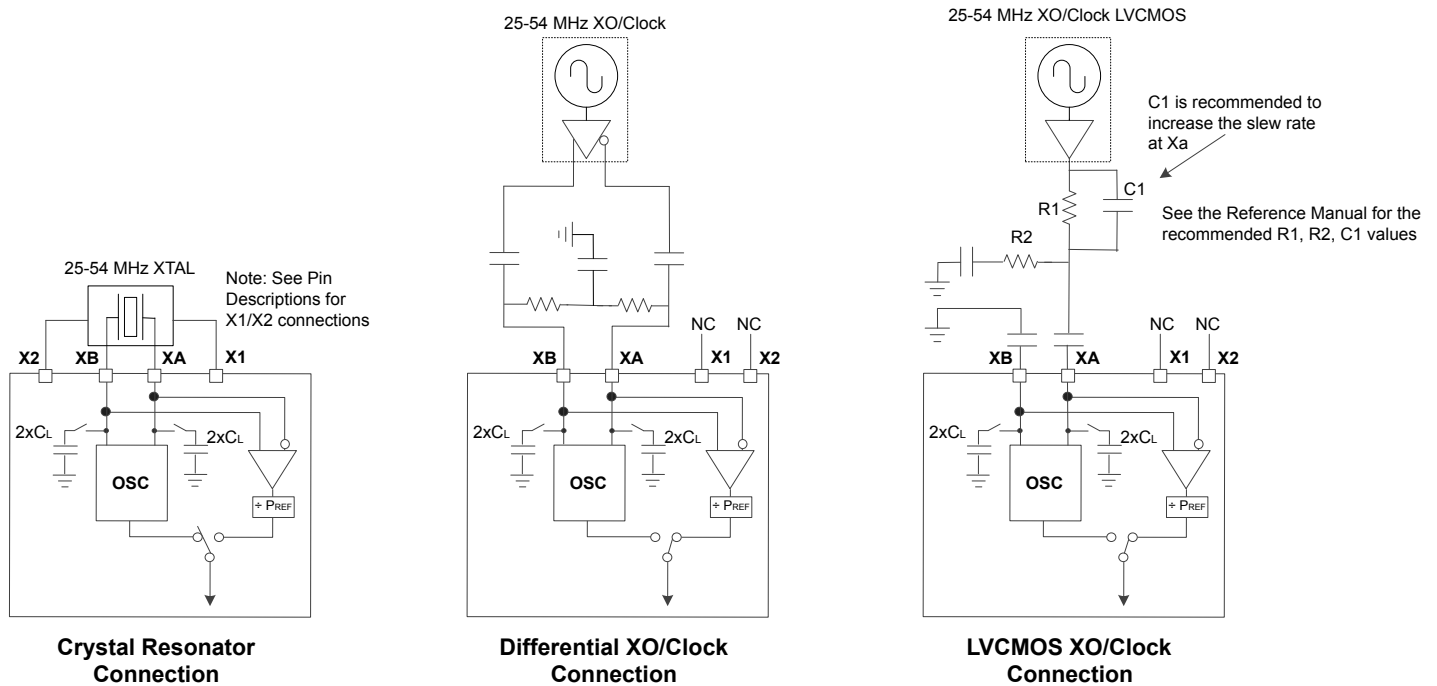 25-54 MHz XTAL
Note: See Pin
Descriptions for
X1/X2 connections
X2 XB XA X1
2xCL 2xCL
OSC
÷ PREF
Crystal Resonator
Connection
25-54 MHz XO/Clock
NC NC
XB XA X1 X2
2xCL 2xCL
OSC
÷ PREF
Differential XO/Clock
Connection
25-54 MHz XO/Clock LVCMOS
C1 is recommended to
increase the slew rate
at Xa
C1
R1
See the Reference Manual for the
recommended R1, R2, C1 values
R2
NC NC
XB XA X1 X2
2xCL 2xCL
OSC
÷ PREF
LVCMOS XO/Clock
Connection